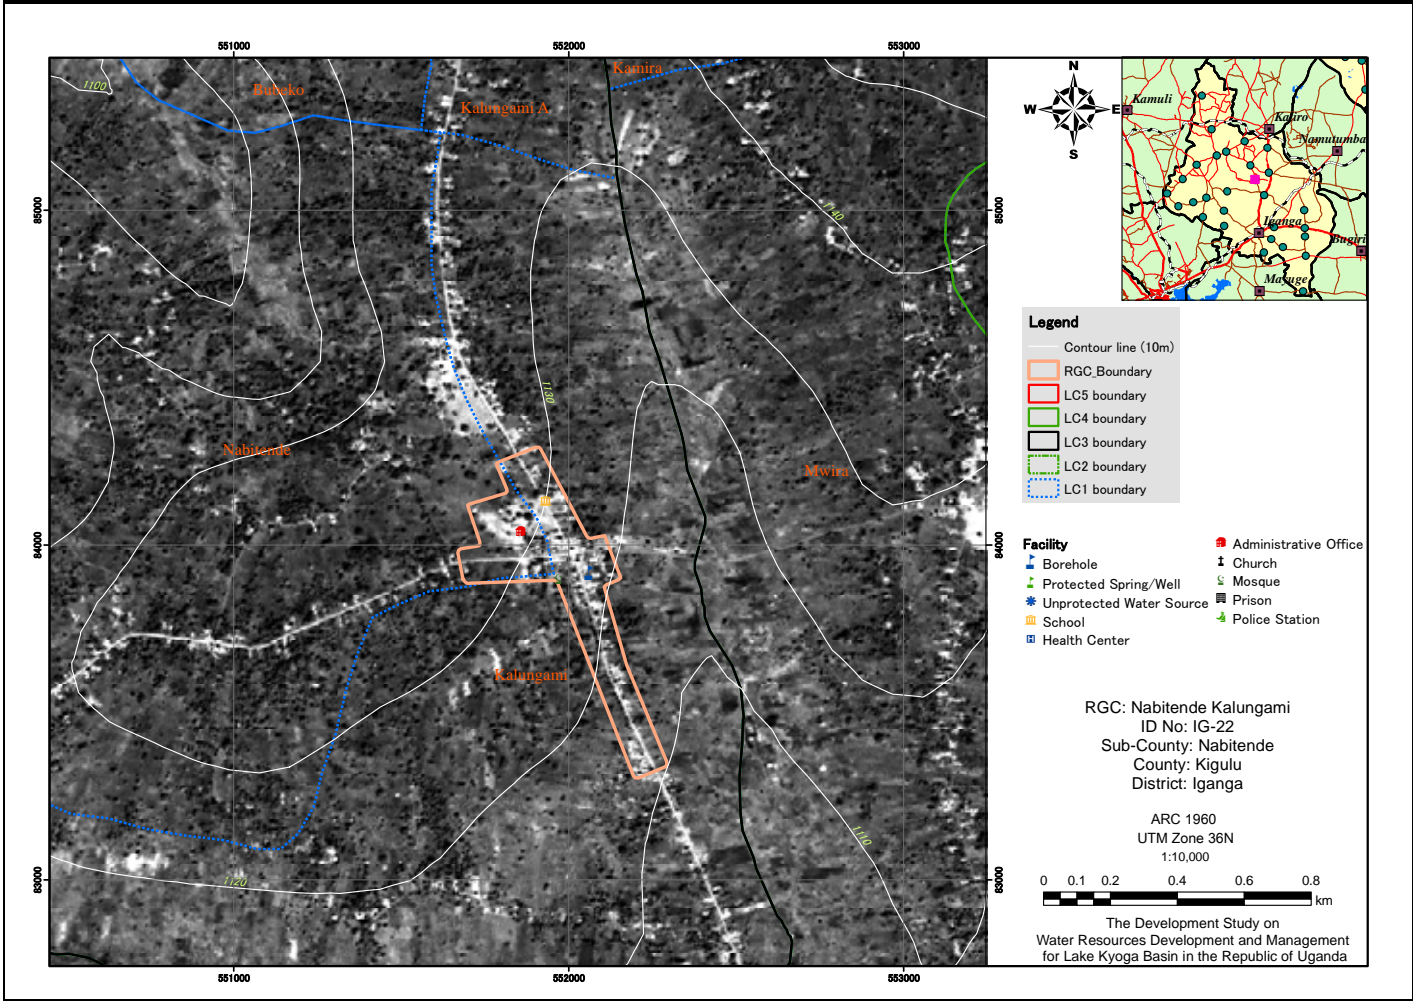 551000
552000
553000
85000
84000
83000
85000
84000
83000
551000
552000
553000
1100
Bubeko
Kalungami A
Kamira
1140
1130
Nabitende
Mwira
Kalungami
1120
1110
N
W
E
S
Kamuli
Kaliro
Namutumba
Iganga
Bugiri
Mayuge
Legend
Contour line (10m)
RGC_Boundary
LC5 boundary
LC4 boundary
LC3 boundary
LC2 boundary
LC1 boundary
Facility
Borehole
Protected Spring/Well
Unprotected Water Source
School
Health Center
Administrative Office
Church
Mosque
Prison
Police Station
RGC: Nabitende Kalungami
ID No: IG-22
Sub-County: Nabitende
County: Kigulu
District: Iganga
ARC 1960
UTM Zone 36N
1:10,000
0 0.1 0.2 0.4 0.6 0.8
km
The Development Study on
Water Resources Development and Management
for Lake Kyoga Basin in the Republic of Uganda